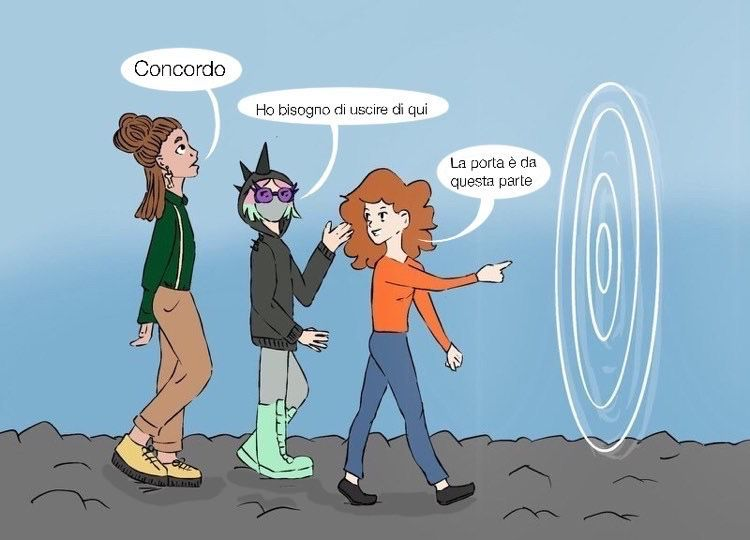 Concordo
Ho bisogno di uscire di qui
La porta è da
questa parte